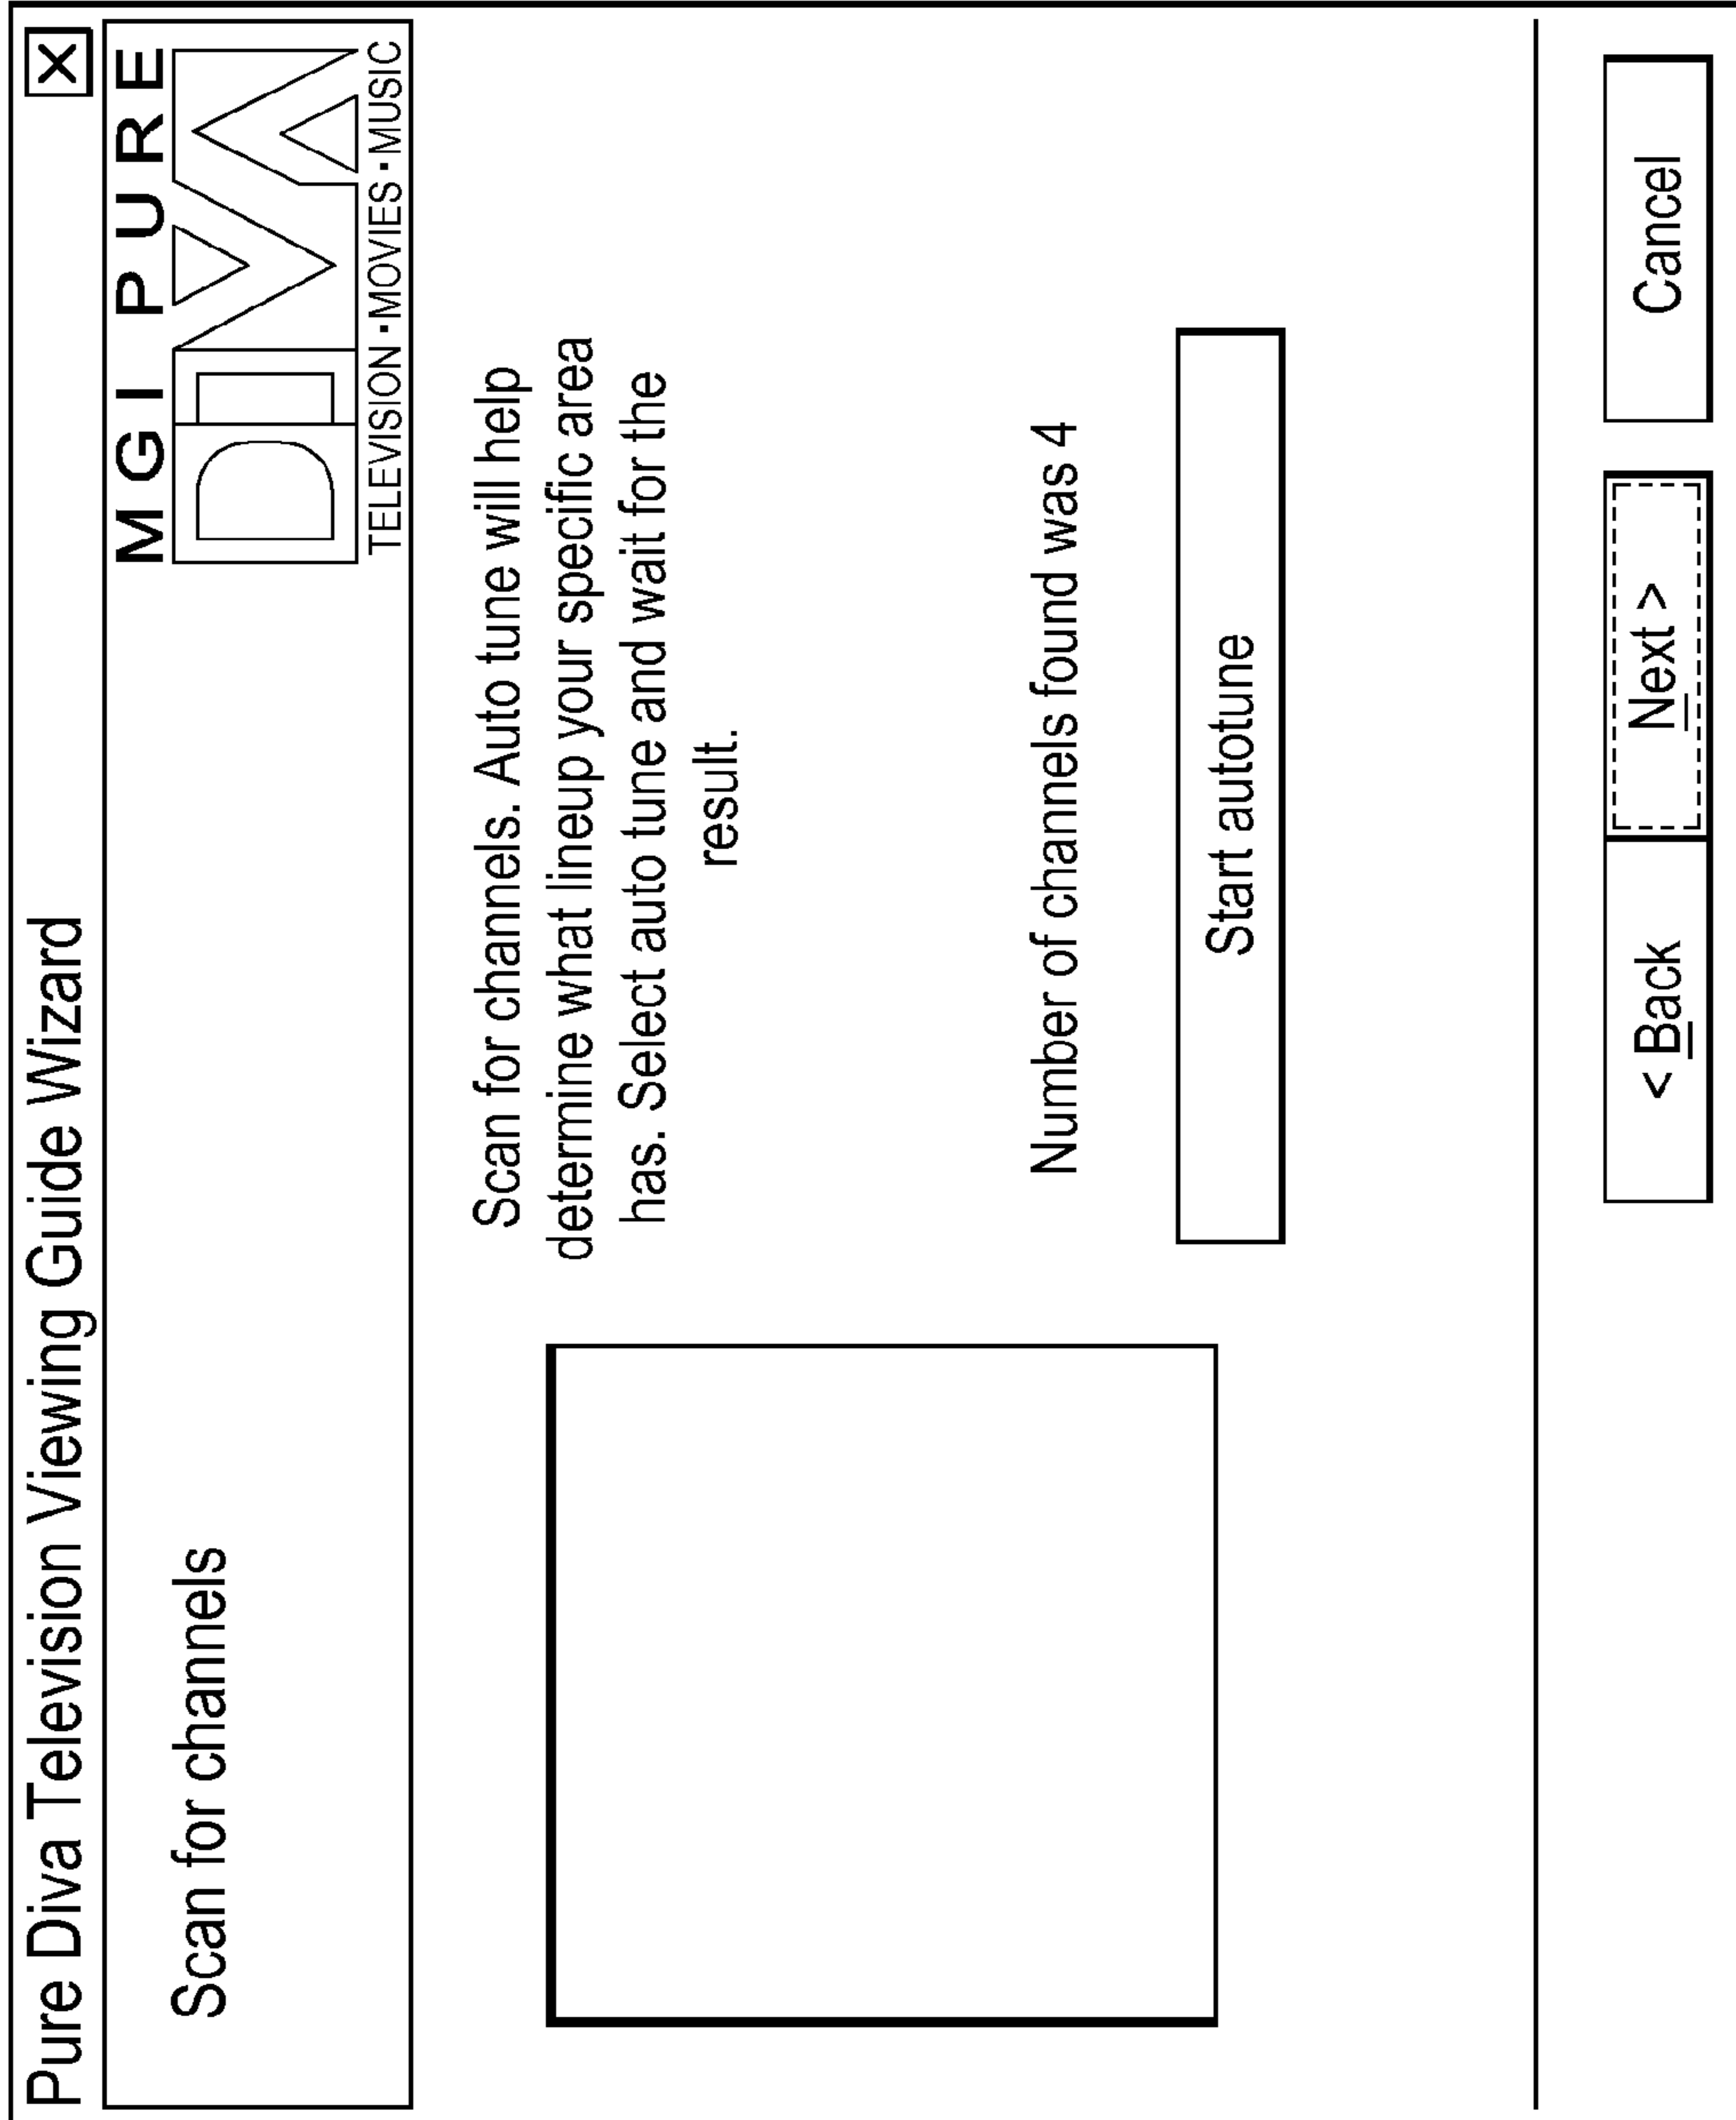 Pure Diva Television Viewing Guide Wizard
X
Scan for channels
MGI PURE
DIVA
TELEVISION▪MOVIES▪MUSIC
Scan for channels. Auto tune will help
determine what lineup your specific area
has. Select auto tune and wait for the
result.
Number of channels found was 4
Start autotune
< Back
Next >
Cancel